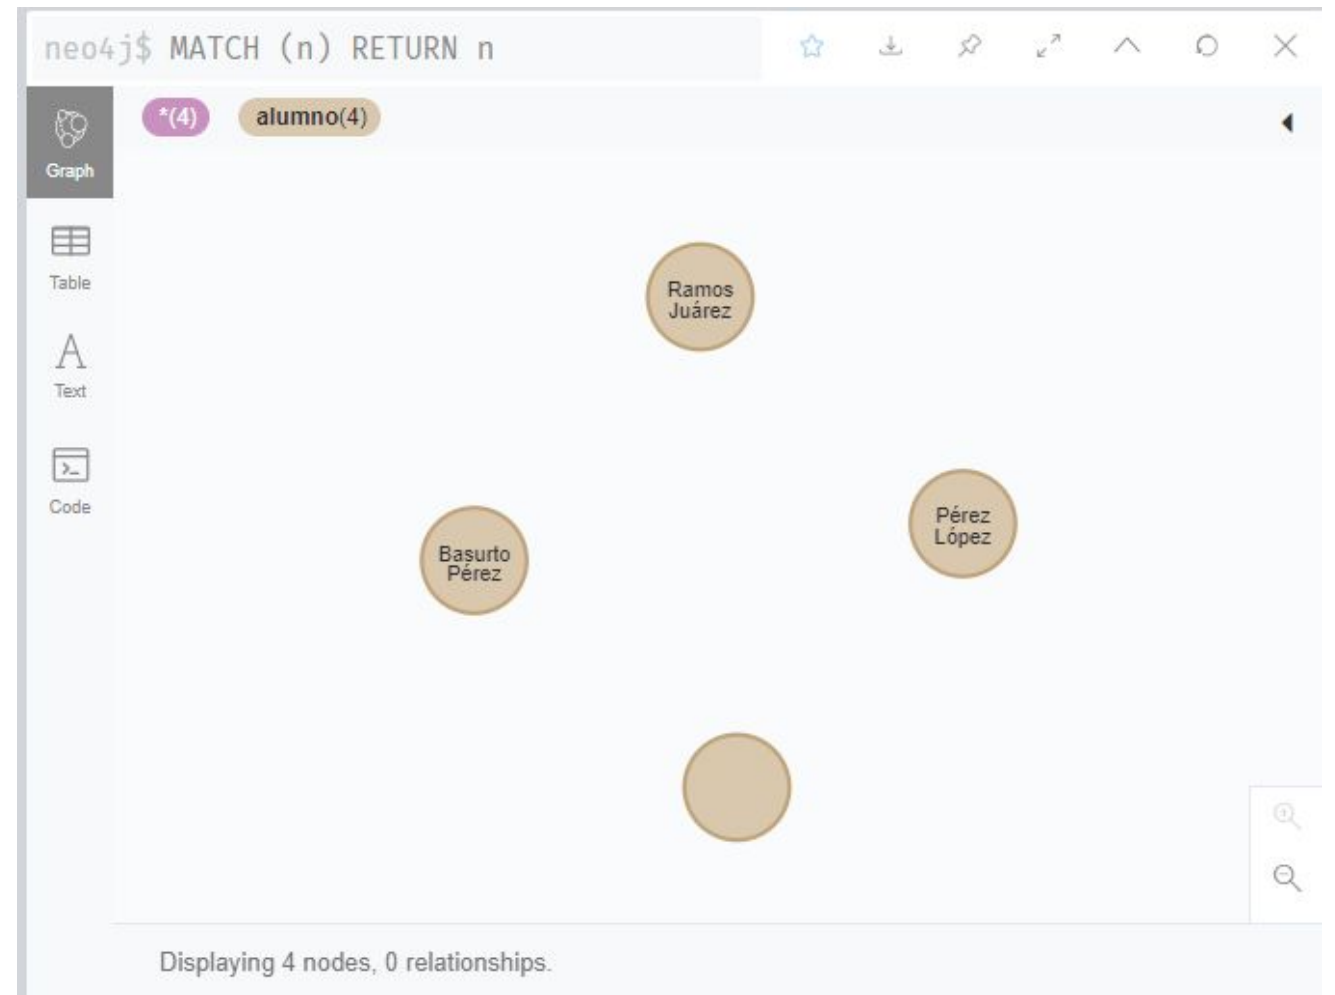 neo4j$ MATCH (n) RETURN n
*(4) alumno(4)
Graph
Table
Text
Code
Ramos
Juárez
Pérez
López
Basurto
Pérez
Displaying 4 nodes, 0 relationships.